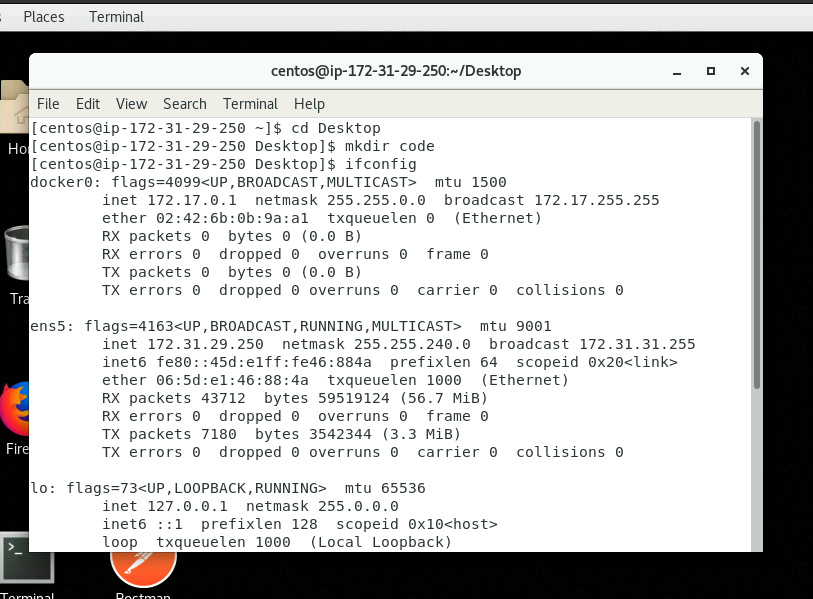 Places Terminal
centos@ip-172-31-29-250:~/Desktop
File Edit View Search Terminal Help
[centos@ip-172-31-29-250 ~]$ cd Desktop
[centos@ip-172-31-29-250 Desktop]$ mkdir code
[centos@ip-172-31-29-250 Desktop]$ ifconfig
docker0: flags=4099<UP,BROADCAST,MULTICAST>  mtu 1500
        inet 172.17.0.1  netmask 255.255.0.0  broadcast 172.17.255.255
        ether 02:42:6b:0b:9a:a1  txqueuelen 0  (Ethernet)
        RX packets 0  bytes 0 (0.0 B)
        RX errors 0  dropped 0  overruns 0  frame 0
        TX packets 0  bytes 0 (0.0 B)
        TX errors 0  dropped 0 overruns 0  carrier 0  collisions 0

ens5: flags=4163<UP,BROADCAST,RUNNING,MULTICAST>  mtu 9001
        inet 172.31.29.250  netmask 255.255.240.0  broadcast 172.31.31.255
        inet6 fe80::45d:e1ff:fe46:884a  prefixlen 64  scopeid 0x20<link>
        ether 06:5d:e1:46:88:4a  txqueuelen 1000  (Ethernet)
        RX packets 43712  bytes 59519124 (56.7 MiB)
        RX errors 0  dropped 0  overruns 0  frame 0
        TX packets 7180  bytes 3542344 (3.3 MiB)
        TX errors 0  dropped 0 overruns 0  carrier 0  collisions 0

lo: flags=73<UP,LOOPBACK,RUNNING>  mtu 65536
        inet 127.0.0.1  netmask 255.0.0.0
        inet6 ::1  prefixlen 128  scopeid 0x10<host>
        loop  txqueuelen 1000  (Local Loopback)
Ho
Tra
Fire
>_
Terminal
Postman